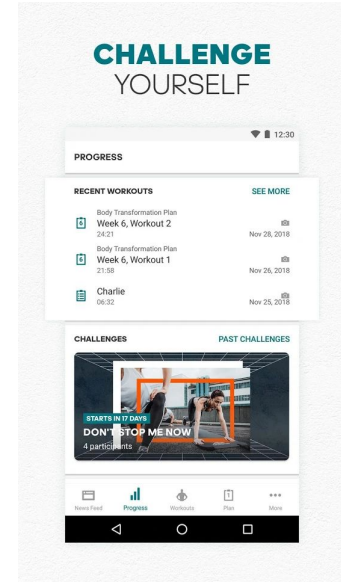 CHALLENGE
YOURSELF
12:30
PROGRESS
RECENT WORKOUTS SEE MORE
Body Transformation Plan
6 Week 6, Workout 2
24:21 Nov 28, 2018
Body Transformation Plan
6 Week 6, Workout 1
21:58 Nov 26, 2018
Charlie
06:32 Nov 25, 2018
CHALLENGES PAST CHALLENGES
STARTS IN 17 DAYS
DON'T STOP ME NOW
4 participants
News Feed Progress Workouts Plan More